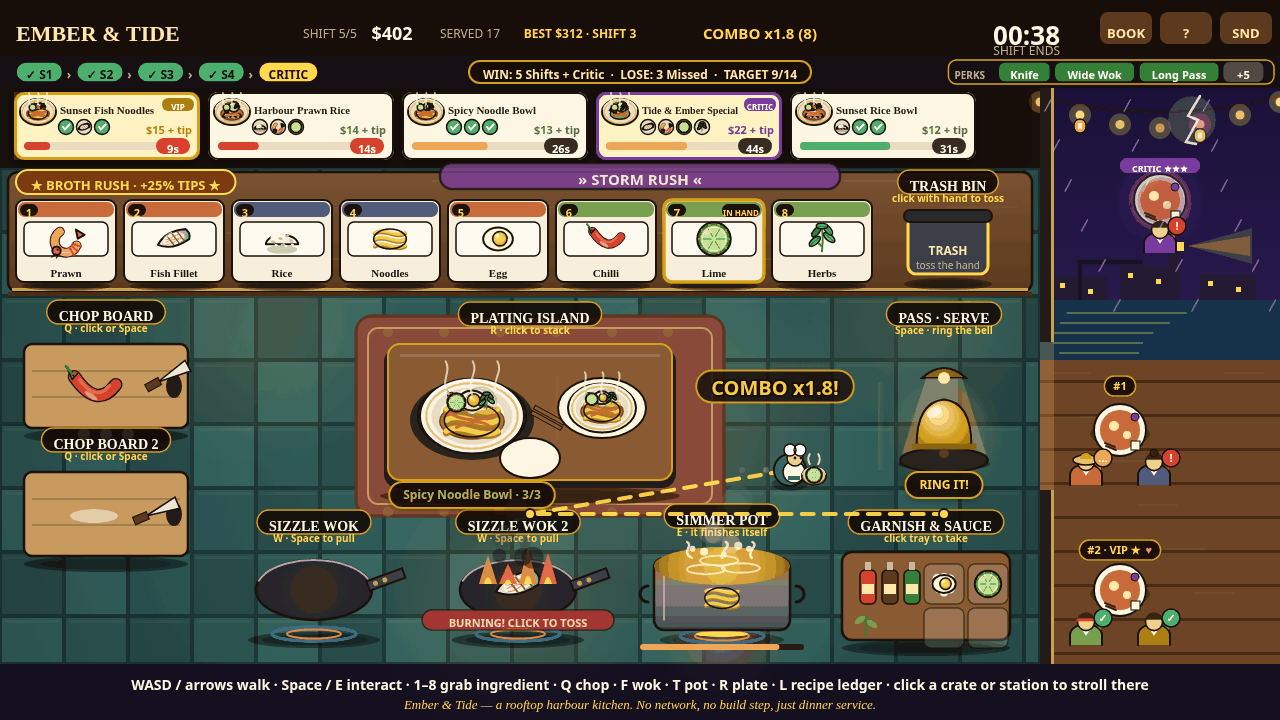 EMBER & TIDE
SHIFT 5/5 $402 SERVED 17 BEST $312 · SHIFT 3 COMBO x1.8 (8)
00:38
SHIFT ENDS
BOOK ? SND
✓ S1 › ✓ S2 › ✓ S3 › ✓ S4 › CRITIC
WIN: 5 Shifts + Critic · LOSE: 3 Missed · TARGET 9/14
PERKS Knife Wide Wok Long Pass +5
Sunset Fish Noodles VIP
$15 + tip
9s
Harbour Prawn Rice
$14 + tip
14s
Spicy Noodle Bowl
$13 + tip
26s
Tide & Ember Special CRITIC
$22 + tip
44s
Sunset Rice Bowl
$12 + tip
31s
★ BROTH RUSH · +25% TIPS ★
» STORM RUSH «
TRASH BIN
click with hand to toss
TRASH
toss the hand
1 Prawn
2 Fish Fillet
3 Rice
4 Noodles
5 Egg
6 Chilli
7 IN HAND Lime
8 Herbs
CRITIC ★★★
!
CHOP BOARD
Q · click or Space
CHOP BOARD 2
Q · click or Space
PLATING ISLAND
R · click to stack
Spicy Noodle Bowl · 3/3
COMBO x1.8!
PASS · SERVE
Space · ring the bell
RING IT!
SIZZLE WOK
W · Space to pull
SIZZLE WOK 2
W · Space to pull
BURNING! CLICK TO TOSS
SIMMER POT
E · it finishes itself
GARNISH & SAUCE
click tray to take
#1
... !
#2 · VIP ★ ♥
WASD / arrows walk · Space / E interact · 1–8 grab ingredient · Q chop · F wok · T pot · R plate · L recipe ledger · click a crate or station to stroll there
Ember & Tide — a rooftop harbour kitchen. No network, no build step, just dinner service.